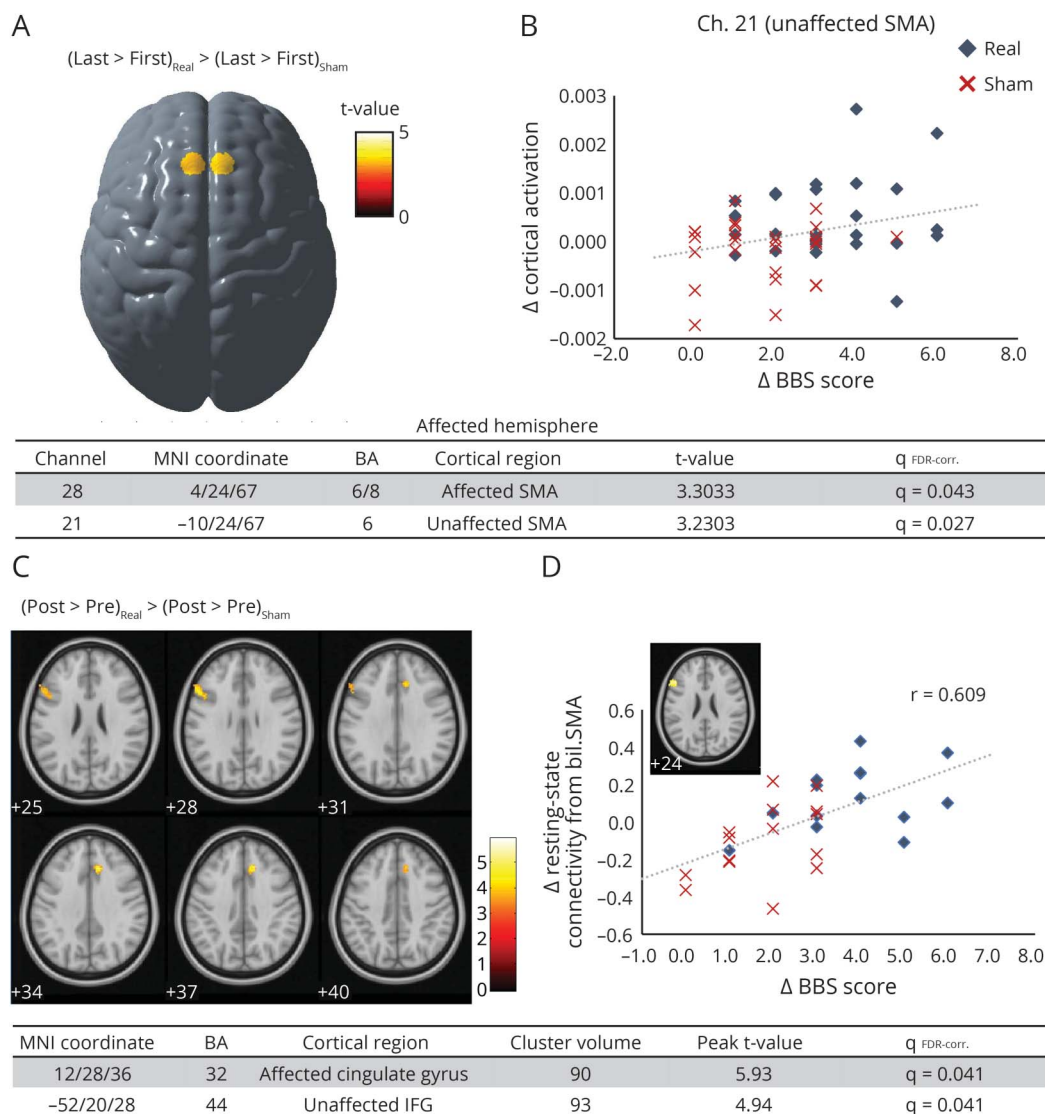 A
(Last > First)Real > (Last > First)Sham
t-value
5
0
B
Ch. 21 (unaffected SMA)
Real
Sham
0.003
0.002
0.001
0.000
−0.001
−0.002
Δ cortical activation
−2.0 0.0 2.0 4.0 6.0 8.0
Δ BBS score
Affected hemisphere
Channel MNI coordinate BA Cortical region t-value q FDR-corr.
28 4/24/67 6/8 Affected SMA 3.3033 q = 0.043
21 −10/24/67 6 Unaffected SMA 3.2303 q = 0.027
C
(Post > Pre)Real > (Post > Pre)Sham
+25 +28 +31
+34 +37 +40
5
4
3
2
1
0
D
r = 0.609
+24
0.6
0.4
0.2
0.0
−0.2
−0.4
−0.6
Δ resting-state
connectivity from bil.SMA
−1.0 0.0 1.0 2.0 3.0 4.0 5.0 6.0 7.0 8.0
Δ BBS score
MNI coordinate BA Cortical region Cluster volume Peak t-value q FDR-corr.
12/28/36 32 Affected cingulate gyrus 90 5.93 q = 0.041
−52/20/28 44 Unaffected IFG 93 4.94 q = 0.041